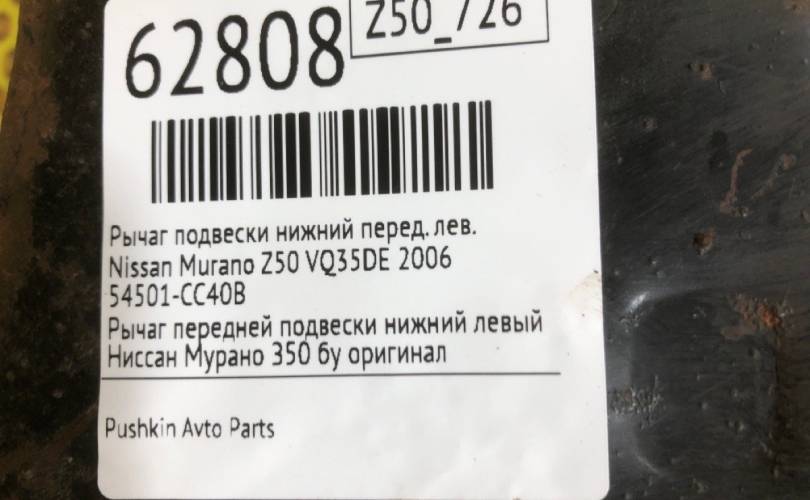 62808
Z50_726
Рычаг подвески нижний перед. лев.
Nissan Murano Z50 VQ35DE 2006
54501-CC40B
Рычаг передней подвески нижний левый
Ниссан Мурано З50 бу оригинал
Pushkin Avto Parts